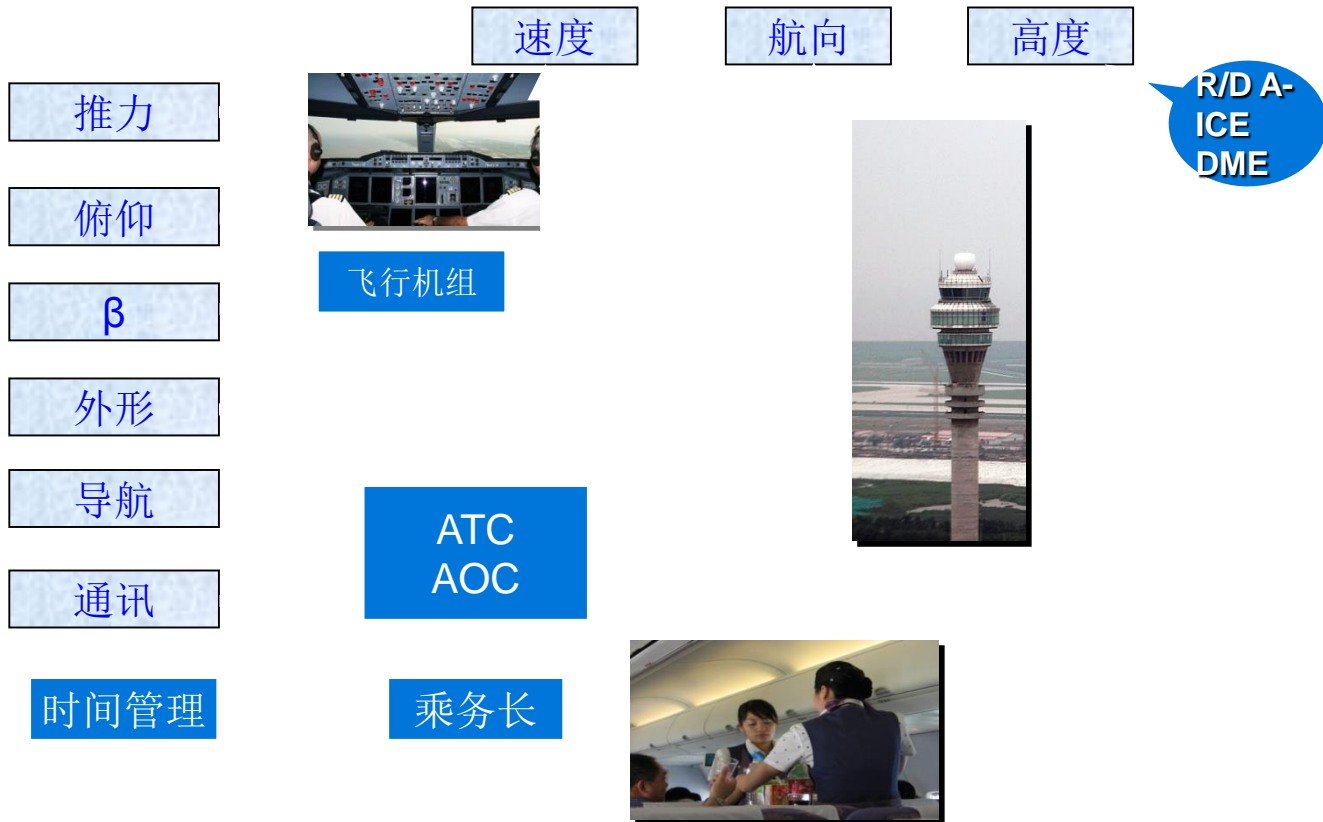 速度
航向
高度
R/D A-
ICE
DME
推力
俯仰
β
外形
导航
通讯
时间管理
飞行机组
ATC
AOC
乘务长